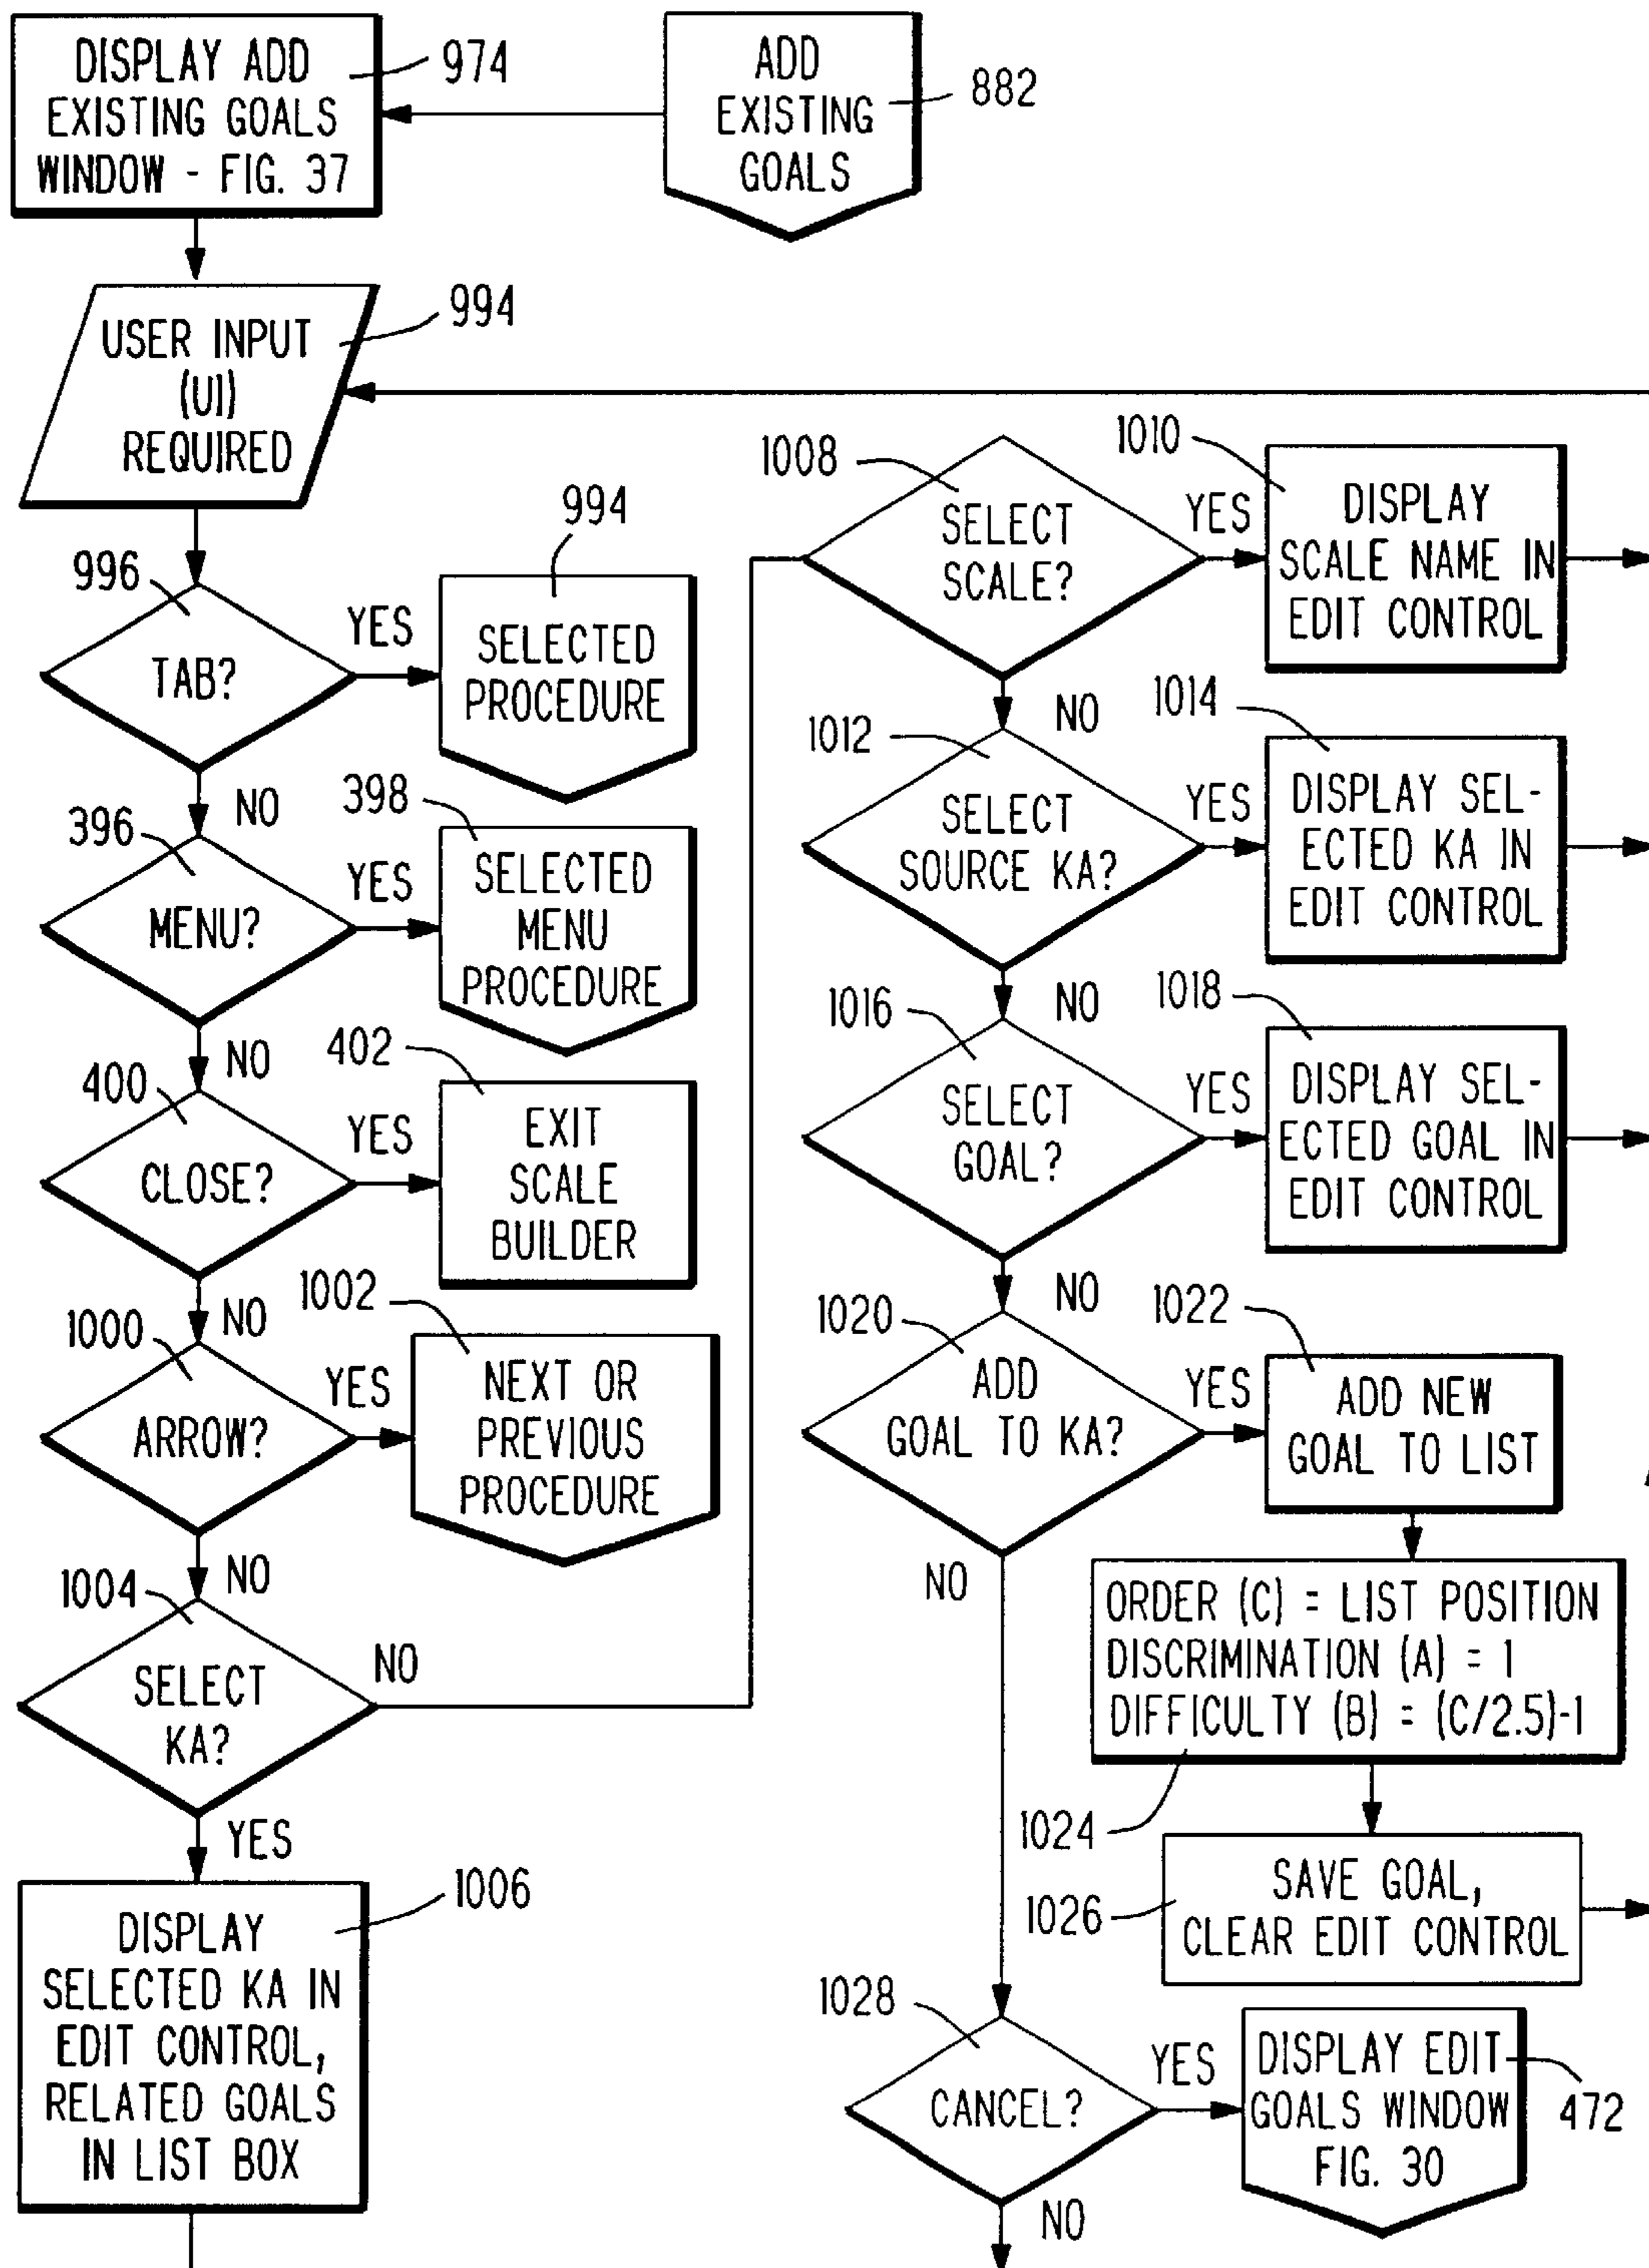 DISPLAY ADD
EXISTING GOALS
WINDOW - FIG. 37
974
ADD
EXISTING
GOALS
882
USER INPUT
(UI)
REQUIRED
994
996
TAB?
YES
994
SELECTED
PROCEDURE
NO
396
MENU?
YES
398
SELECTED
MENU
PROCEDURE
NO
400
CLOSE?
YES
402
EXIT
SCALE
BUILDER
NO
1000
ARROW?
YES
1002
NEXT OR
PREVIOUS
PROCEDURE
NO
1004
SELECT
KA?
NO
YES
1006
DISPLAY
SELECTED KA IN
EDIT CONTROL,
RELATED GOALS
IN LIST BOX
1008
SELECT
SCALE?
YES
1010
DISPLAY
SCALE NAME IN
EDIT CONTROL
NO
1012
SELECT
SOURCE KA?
YES
1014
DISPLAY SEL-
ECTED KA IN
EDIT CONTROL
NO
1016
SELECT
GOAL?
YES
1018
DISPLAY SEL-
ECTED GOAL IN
EDIT CONTROL
NO
1020
ADD
GOAL TO KA?
YES
1022
ADD NEW
GOAL TO LIST
NO
ORDER (C) = LIST POSITION
DISCRIMINATION (A) = 1
DIFFICULTY (B) = (C/2.5)-1
1024
SAVE GOAL,
CLEAR EDIT CONTROL
1026
1028
CANCEL?
YES
DISPLAY EDIT
GOALS WINDOW
FIG. 30
472
NO